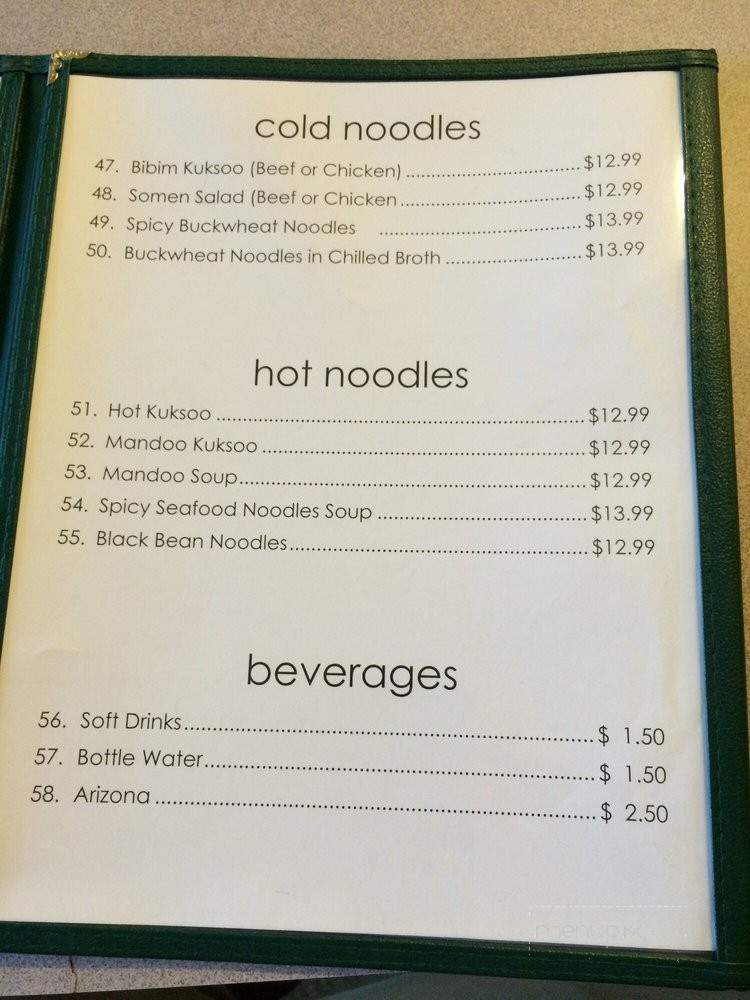 cold noodles
47. Bibim Kuksoo (Beef or Chicken) ................................ $12.99
48. Somen Salad (Beef or Chicken ................................. $12.99
49. Spicy Buckwheat Noodles ..................................... $13.99
50. Buckwheat Noodles in Chilled Broth ......................... $13.99
hot noodles
51. Hot Kuksoo ................................................................. $12.99
52. Mandoo Kuksoo ......................................................... $12.99
53. Mandoo Soup............................................................. $12.99
54. Spicy Seafood Noodles Soup ..................................... $13.99
55. Black Bean Noodles..................................................... $12.99
beverages
56. Soft Drinks..................................................................... $ 1.50
57. Bottle Water.................................................................. $ 1.50
58. Arizona ......................................................................... $ 2.50
menupix